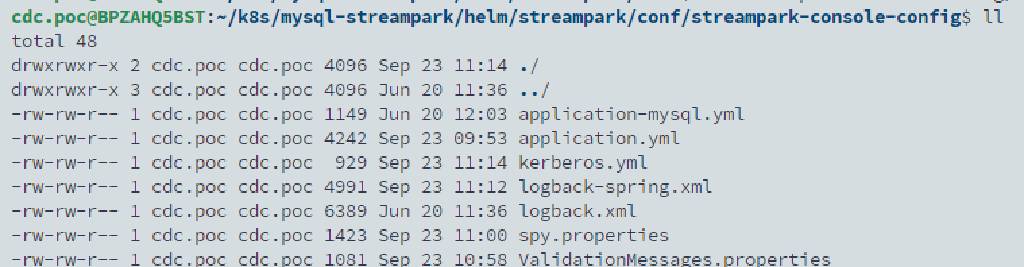 cdc.poc@BPZAHQ5BST:~/k8s/mysql-streampark/helm/streampark/conf/streampark-console-config$ ll
total 48
drwxrwxr-x 2 cdc.poc cdc.poc 4096 Sep 23 11:14 ./
drwxrwxr-x 3 cdc.poc cdc.poc 4096 Jun 20 11:36 ../
-rw-rw-r-- 1 cdc.poc cdc.poc 1149 Jun 20 12:03 application-mysql.yml
-rw-rw-r-- 1 cdc.poc cdc.poc 4242 Sep 23 09:53 application.yml
-rw-rw-r-- 1 cdc.poc cdc.poc  929 Sep 23 11:14 kerberos.yml
-rw-rw-r-- 1 cdc.poc cdc.poc 4991 Sep 23 11:12 logback-spring.xml
-rw-rw-r-- 1 cdc.poc cdc.poc 6389 Jun 20 11:36 logback.xml
-rw-rw-r-- 1 cdc.poc cdc.poc 1423 Sep 23 11:00 spy.properties
-rw-rw-r-- 1 cdc.poc cdc.poc 1081 Sep 23 10:58 ValidationMessages.properties